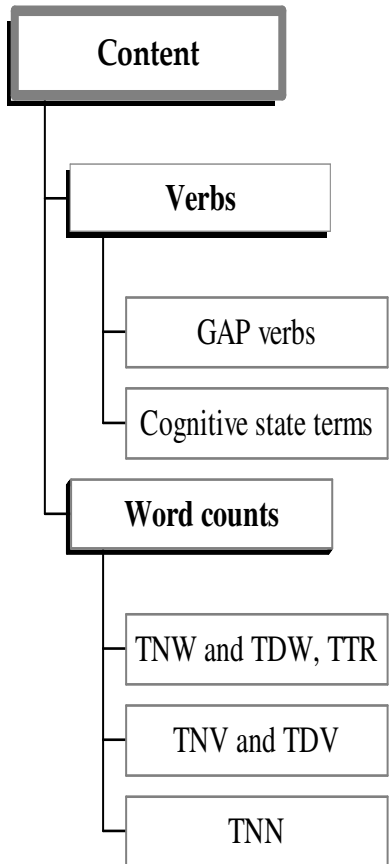 Content
Verbs
GAP verbs
Cognitive state terms
Word counts
TNW and TDW, TTR
TNV and TDV
TNN